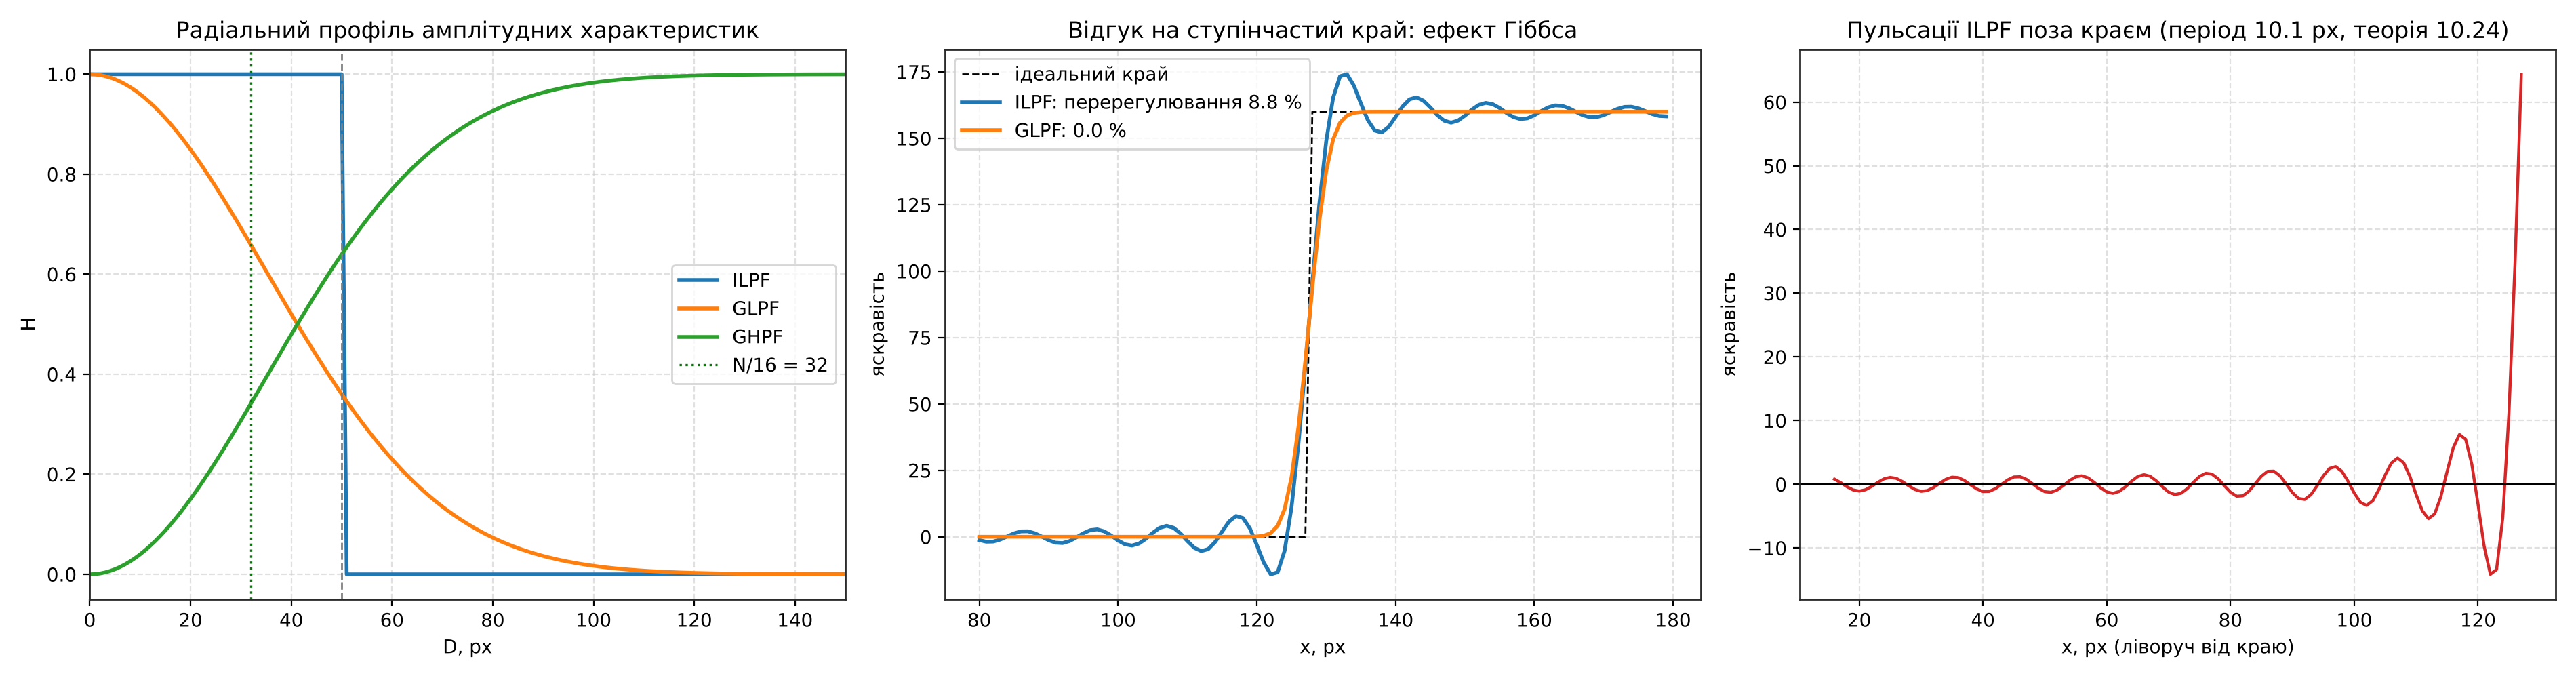 Радіальний профіль амплітудних характеристик
1.0
0.8
0.6
0.4
0.2
0.0
H
0 20 40 60 80 100 120 140
D, px
ILPF
GLPF
GHPF
N/16 = 32
Відгук на ступінчастий край: ефект Гіббса
175
150
125
100
75
50
25
0
яскравість
80 100 120 140 160 180
x, px
ідеальний край
ILPF: перерегулювання 8.8 %
GLPF: 0.0 %
Пульсації ILPF поза краєм (період 10.1 px, теорія 10.24)
60
50
40
30
20
10
0
−10
яскравість
20 40 60 80 100 120
x, px (ліворуч від краю)